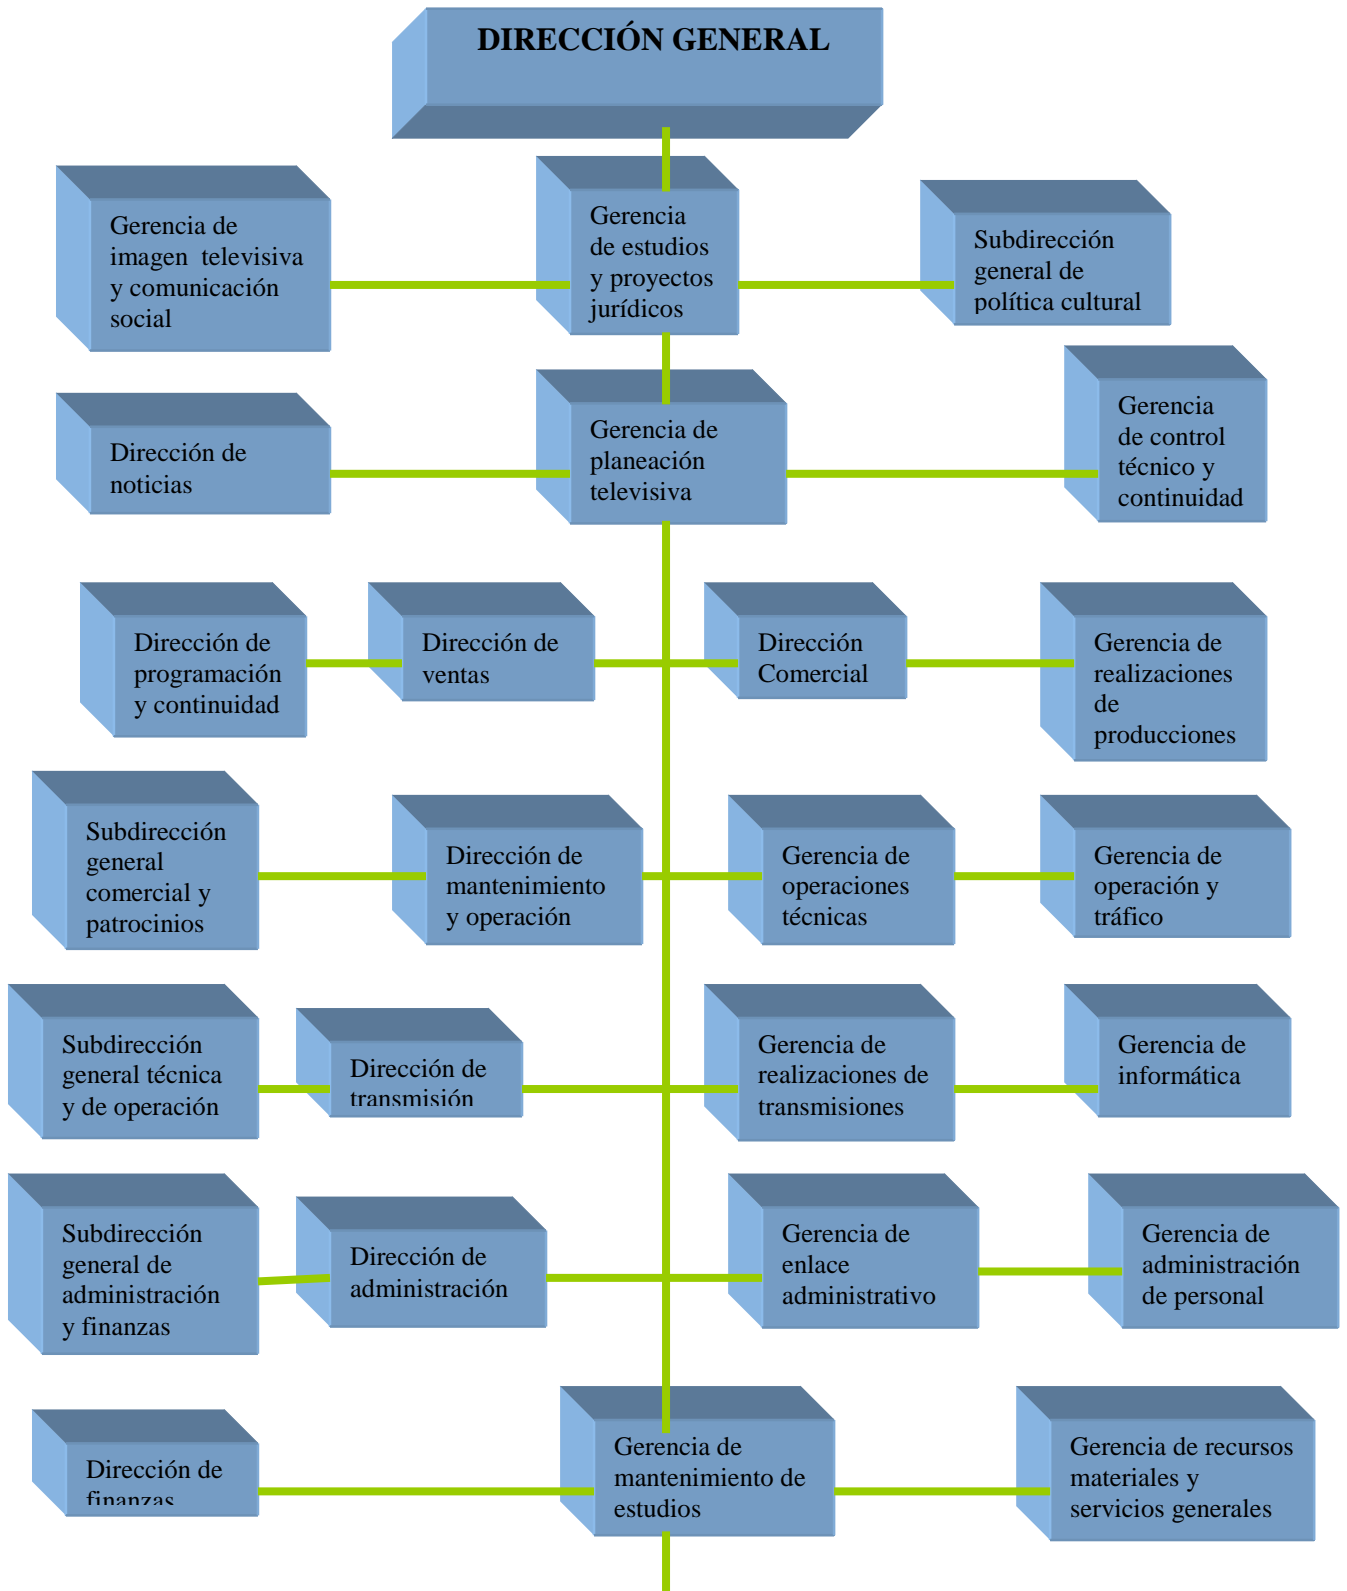 DIRECCIÓN GENERAL
Gerencia de
imagen televisiva
y comunicación
social
Gerencia
de estudios
y proyectos
jurídicos
Subdirección
general de
política cultural
Dirección de
noticias
Gerencia de
planeación
televisiva
Gerencia
de control
técnico y
continuidad
Dirección de
programación
y continuidad
Dirección de
ventas
Dirección
Comercial
Gerencia de
realizaciones
de
producciones
Subdirección
general
comercial y
patrocinios
Dirección de
mantenimiento
y operación
Gerencia de
operaciones
técnicas
Gerencia de
operación y
tráfico
Subdirección
general técnica
y de operación
Dirección de
transmisión
Gerencia de
realizaciones de
transmisiones
Gerencia de
informática
Subdirección
general de
administración
y finanzas
Dirección de
administración
Gerencia de
enlace
administrativo
Gerencia de
administración
de personal
Dirección de
finanzas
Gerencia de
mantenimiento de
estudios
Gerencia de recursos
materiales y
servicios generales